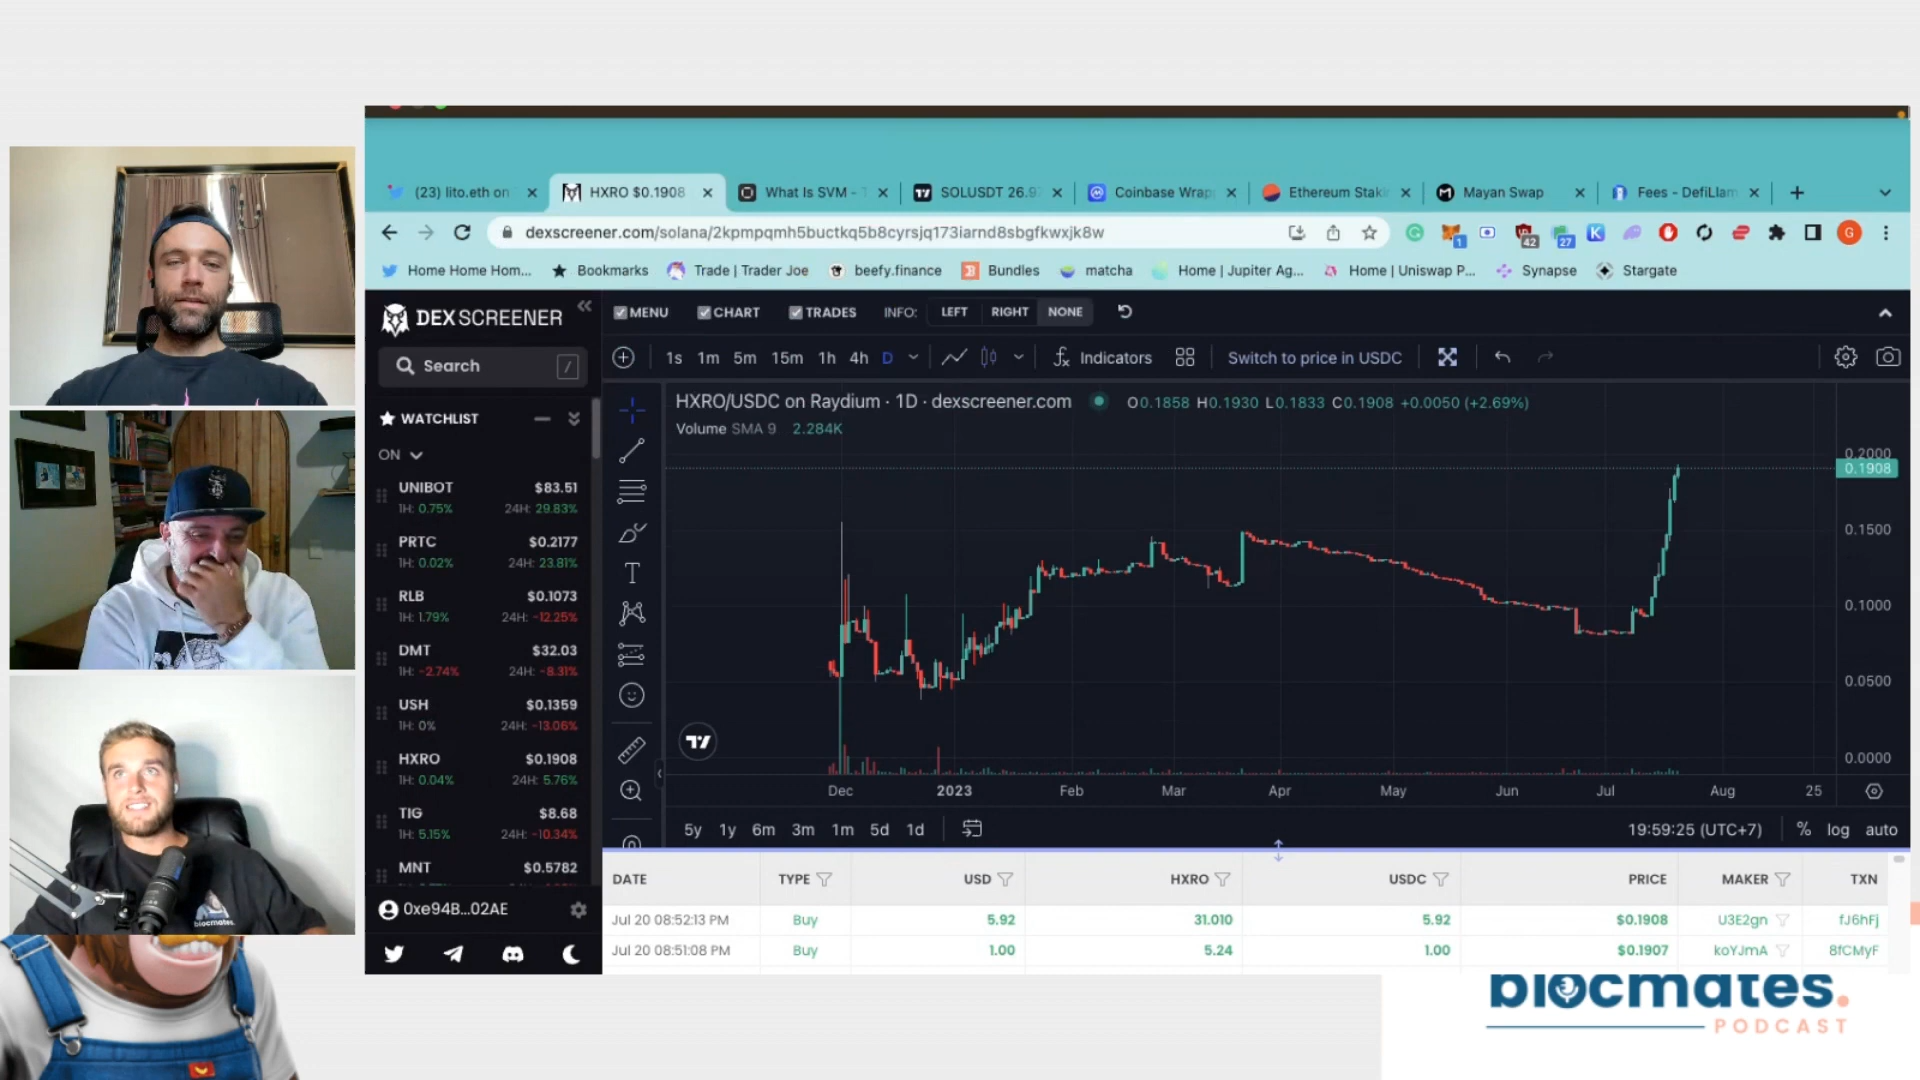 (23) lito.eth on
HXRO $0.1908
What Is SVM - T
SOLUSDT 26.9
Coinbase Wrap
Ethereum Staki
Mayan Swap
Fees - DefiLlam
dexscreener.com/solana/2kpmpqmh5buctkq5b8cyrsjq173iarnd8sbgfkwxjk8w
1
42
27
K
G
Home Home Hom...
Bookmarks
Trade | Trader Joe
beefy.finance
Bundles
matcha
Home | Jupiter Ag...
Home | Uniswap P...
Synapse
Stargate
DEXSCREENER
MENU
CHART
TRADES
INFO:
LEFT
RIGHT
NONE
Search
/
1s 1m 5m 15m 1h 4h D
Indicators
Switch to price in USDC
WATCHLIST
ON
UNIBOT $83.51
1H: 0.75% 24H: 29.83%
PRTC $0.2177
1H: 0.02% 24H: 23.81%
RLB $0.1073
1H: 1.79% 24H: -12.25%
DMT $32.03
1H: -2.74% 24H: -8.31%
USH $0.1359
1H: 0% 24H: -13.06%
HXRO $0.1908
1H: 0.04% 24H: 5.76%
TIG $8.68
1H: 5.15% 24H: -10.34%
MNT $0.5782
0xe94B...02AE
HXRO/USDC on Raydium · 1D · dexscreener.com
O0.1858 H0.1930 L0.1833 C0.1908 +0.0050 (+2.69%)
Volume SMA 9 2.284K
0.2000
0.1908
0.1500
0.1000
0.0500
0.0000
Dec 2023 Feb Mar Apr May Jun Jul Aug 25
5y 1y 6m 3m 1m 5d 1d
19:59:25 (UTC+7)
% log auto
DATE TYPE USD HXRO USDC PRICE MAKER TXN
Jul 20 08:52:13 PM Buy 5.92 31.010 5.92 $0.1908 U3E2gn fJ6hFj
Jul 20 08:51:08 PM Buy 1.00 5.24 1.00 $0.1907 koYJmA 8fCMyF
blocmates.
blocmates.
PODCAST